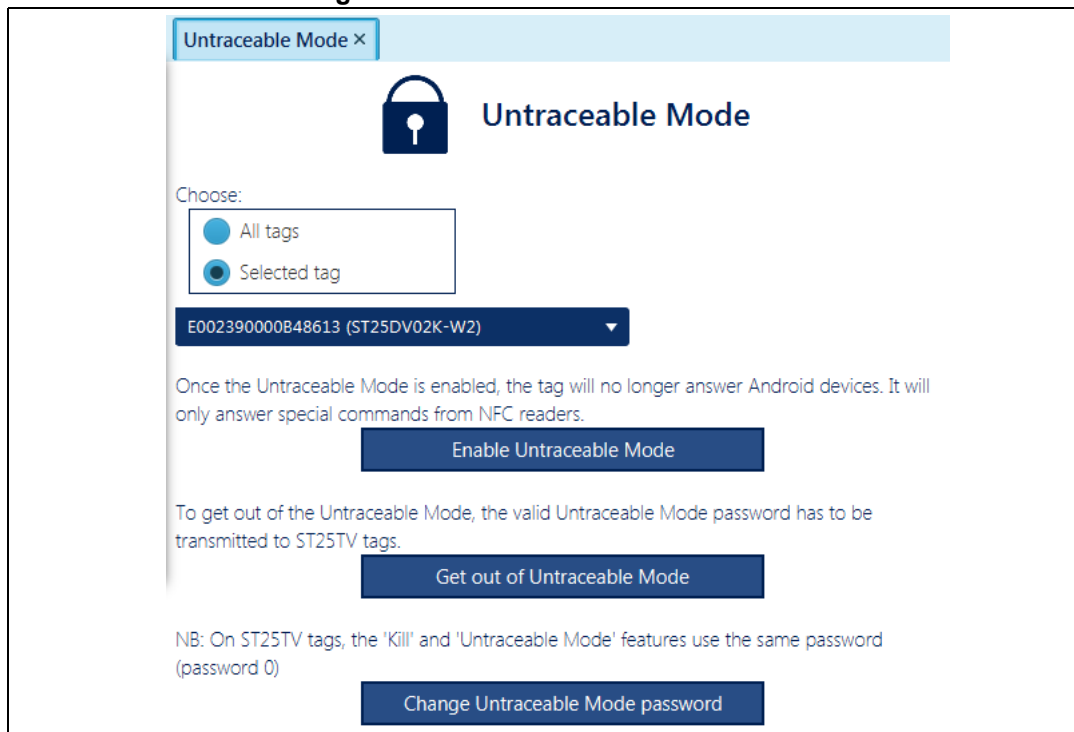 Untraceable Mode ×
Untraceable Mode
Choose:
All tags
Selected tag
E002390000B48613 (ST25DV02K-W2)
Once the Untraceable Mode is enabled, the tag will no longer answer Android devices. It will
only answer special commands from NFC readers.
Enable Untraceable Mode
To get out of the Untraceable Mode, the valid Untraceable Mode password has to be
transmitted to ST25TV tags.
Get out of Untraceable Mode
NB: On ST25TV tags, the 'Kill' and 'Untraceable Mode' features use the same password
(password 0)
Change Untraceable Mode password